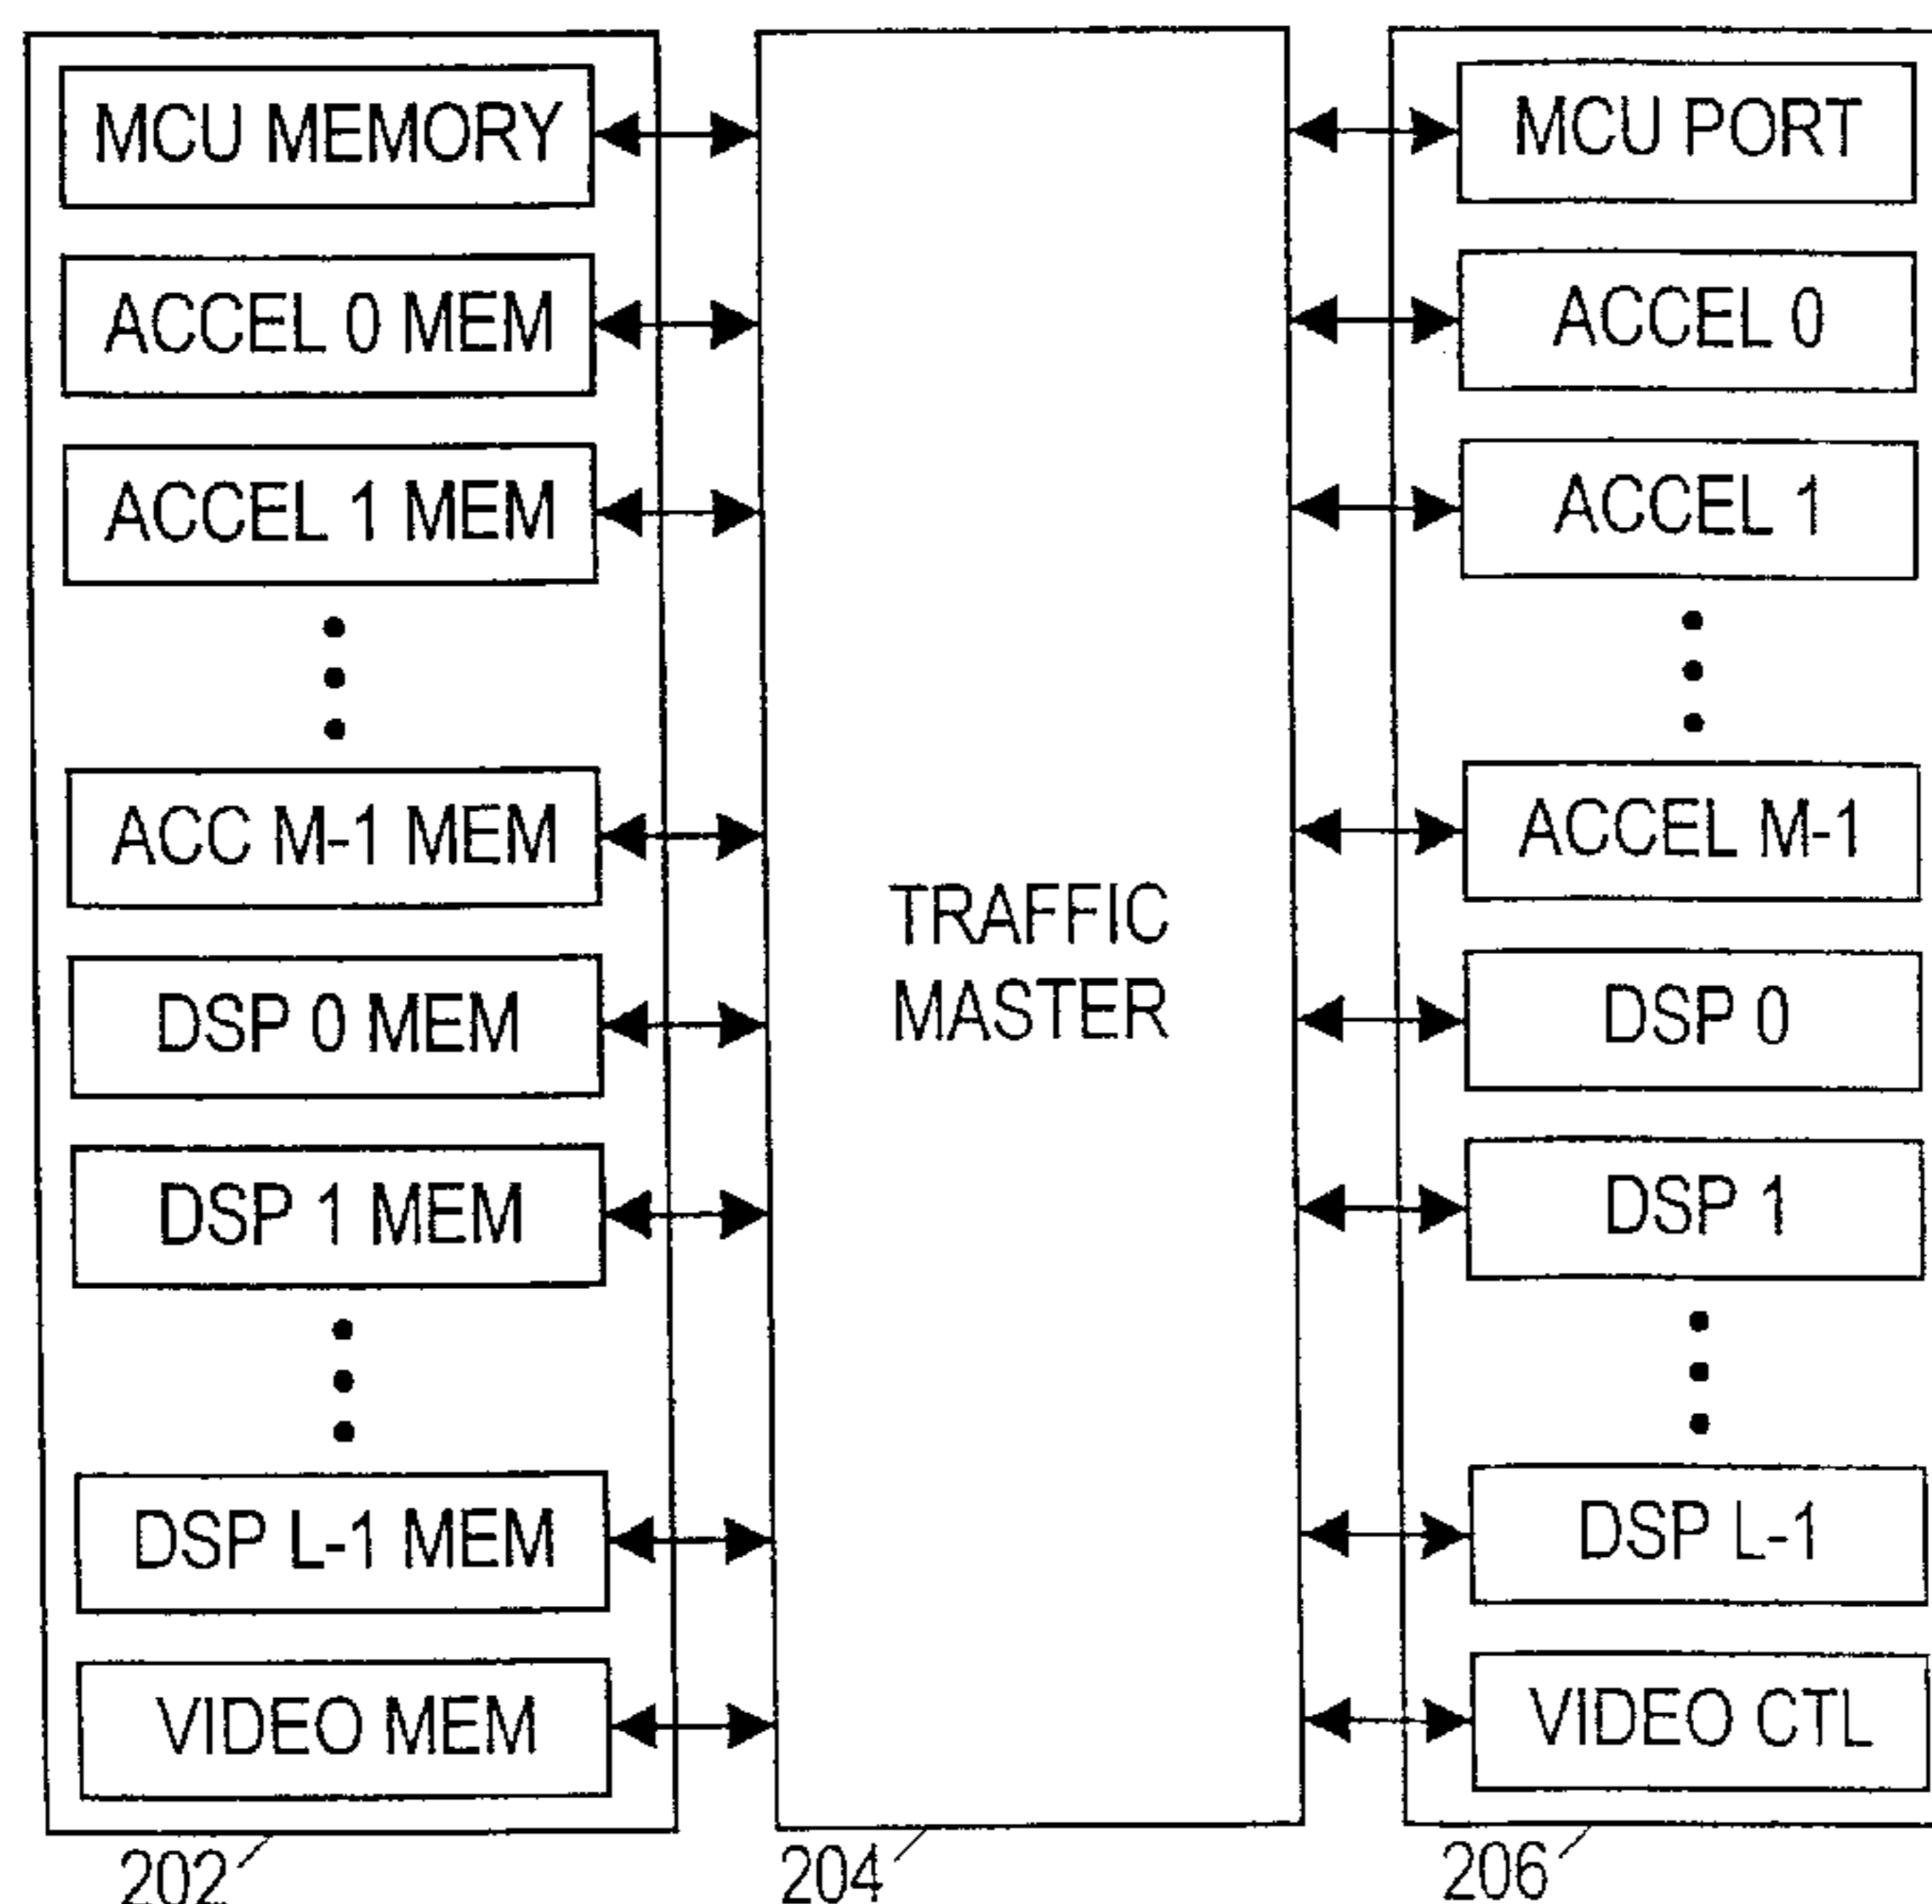 MCU MEMORY
ACCEL 0 MEM
ACCEL 1 MEM
ACC M-1 MEM
DSP 0 MEM
DSP 1 MEM
DSP L-1 MEM
VIDEO MEM
202
TRAFFIC
MASTER
204
MCU PORT
ACCEL 0
ACCEL 1
ACCEL M-1
DSP 0
DSP 1
DSP L-1
VIDEO CTL
206